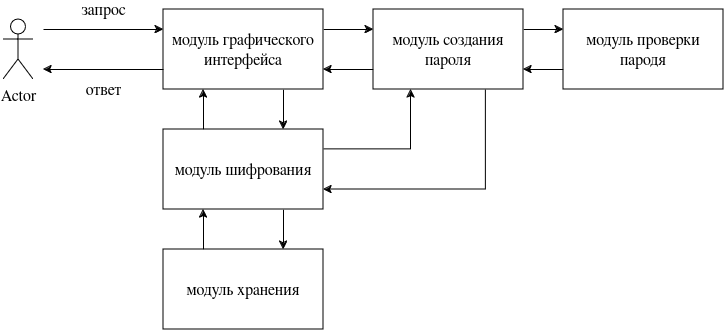 запрос
модуль графического
интерфейса
модуль создания
пароля
модуль проверки
пародя
ответ
Actor
модуль шифрования
модуль хранения